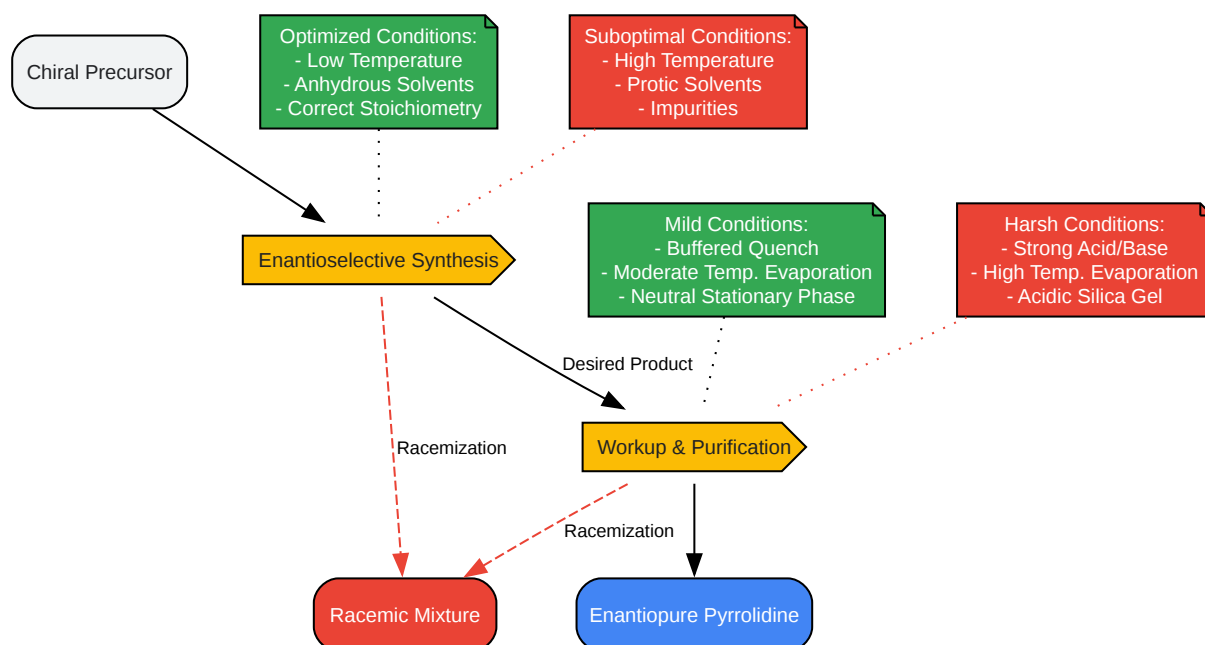 Chiral Precursor
Optimized Conditions:
- Low Temperature
- Anhydrous Solvents
- Correct Stoichiometry
Suboptimal Conditions:
- High Temperature
- Protic Solvents
- Impurities
Enantioselective Synthesis
Mild Conditions:
- Buffered Quench
- Moderate Temp. Evaporation
- Neutral Stationary Phase
Harsh Conditions:
- Strong Acid/Base
- High Temp. Evaporation
- Acidic Silica Gel
Desired Product
Racemization
Workup & Purification
Racemization
Racemic Mixture
Enantiopure Pyrrolidine